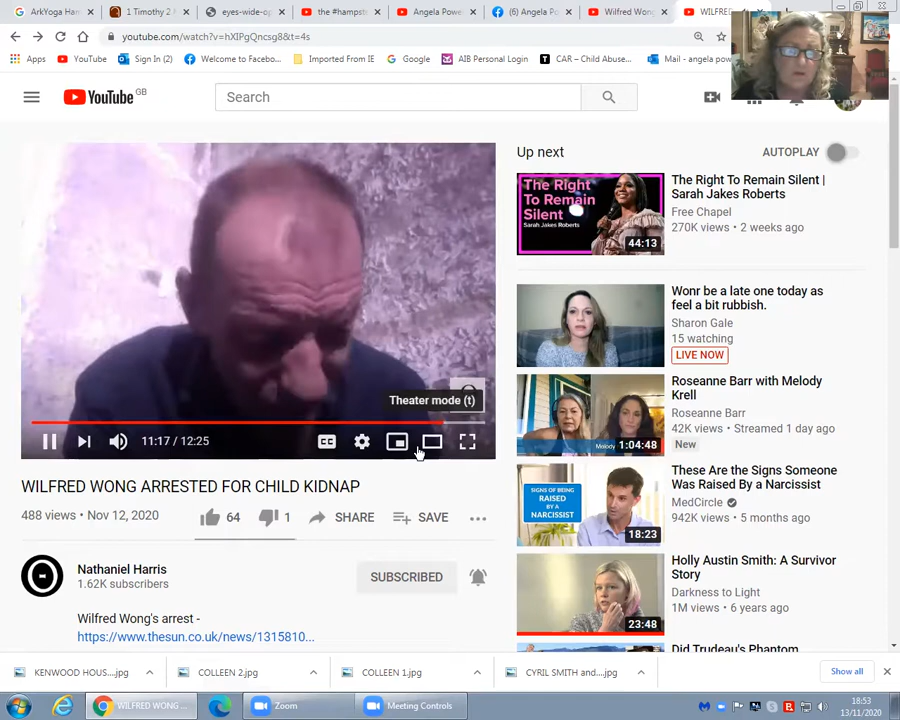 ArkYoga Han
1 Timothy 2
eyes-wide-op
the #hampst
Angela Powe
(6) Angela Po
Wilfred Wong
WILFRED
youtube.com/watch?v=hXIPgQncsg8&t=4s
Apps
YouTube
Sign In (2)
Welcome to Facebo...
Imported From IE
Google
AIB Personal Login
CAR – Child Abuse...
Mail - angela pow
YouTube GB
Search
Up next
AUTOPLAY
The Right
To Remain
Silent
Sarah Jakes Roberts
44:13
The Right To Remain Silent |
Sarah Jakes Roberts
Free Chapel
270K views • 2 weeks ago
Wonr be a late one today as
feel a bit rubbish.
Sharon Gale
15 watching
LIVE NOW
Melody
1:04:48
Roseanne Barr with Melody
Krell
Roseanne Barr
42K views • Streamed 1 day ago
New
SIGNS OF BEING
RAISED
BY A
NARCISSIST
18:23
These Are the Signs Someone
Was Raised By a Narcissist
MedCircle
942K views • 5 months ago
23:48
Holly Austin Smith: A Survivor
Story
Darkness to Light
1M views • 6 years ago
Did Trudeau's Phantom
Theater mode (t)
11:17 / 12:25
CC
WILFRED WONG ARRESTED FOR CHILD KIDNAP
488 views • Nov 12, 2020
64
1
SHARE
SAVE
Nathaniel Harris
1.62K subscribers
SUBSCRIBED
Wilfred Wong's arrest -
https://www.thesun.co.uk/news/1315810...
KENWOOD HOUS....jpg
COLLEEN 2.jpg
COLLEEN 1.jpg
CYRIL SMITH and....jpg
Show all
WILFRED WONG ...
Zoom
Meeting Controls
18:53
13/11/2020